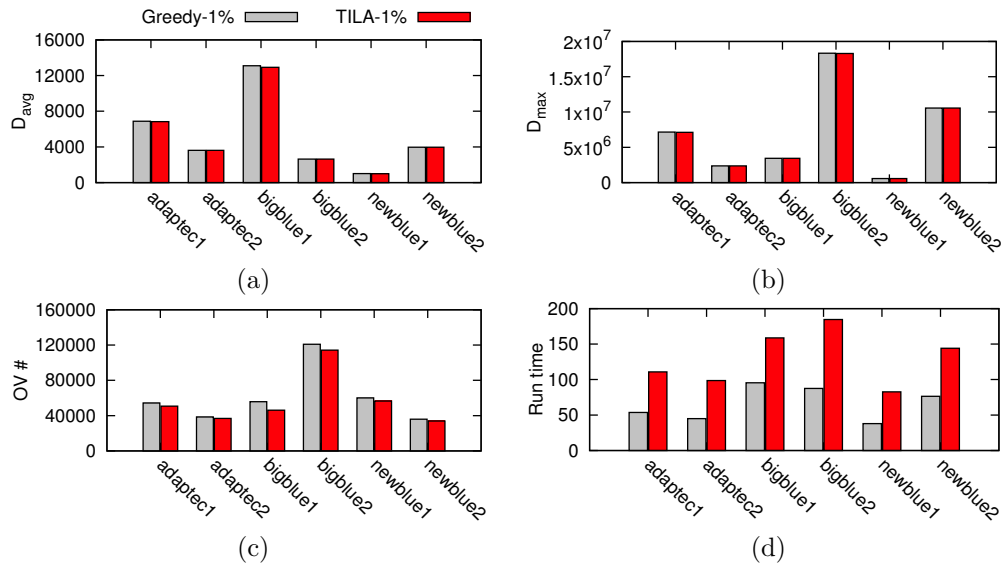 Greedy-1% TILA-1%
16000
12000
8000
4000
0
D_avg
adaptec1 adaptec2 bigblue1 bigblue2 newblue1 newblue2
(a)
2x10^7
1.5x10^7
1x10^7
5x10^6
0
D_max
adaptec1 adaptec2 bigblue1 bigblue2 newblue1 newblue2
(b)
160000
120000
80000
40000
0
OV #
adaptec1 adaptec2 bigblue1 bigblue2 newblue1 newblue2
(c)
200
150
100
50
0
Run time
adaptec1 adaptec2 bigblue1 bigblue2 newblue1 newblue2
(d)